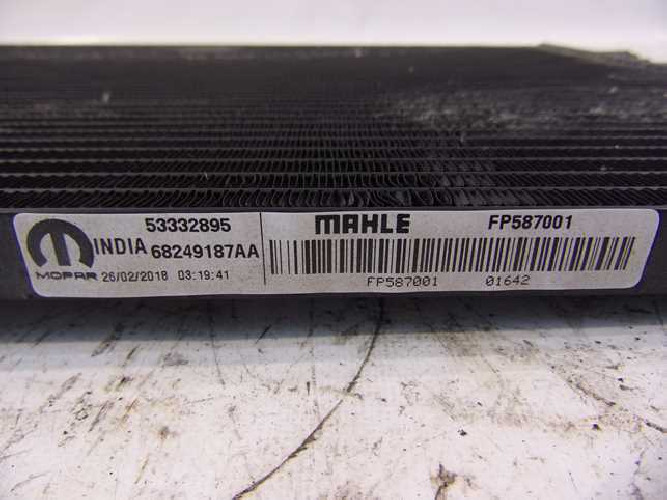 MOPAR
53332895
INDIA 68249187AA
26/02/2018 03:19:41
MAHLE FP587001
FP587001 01642